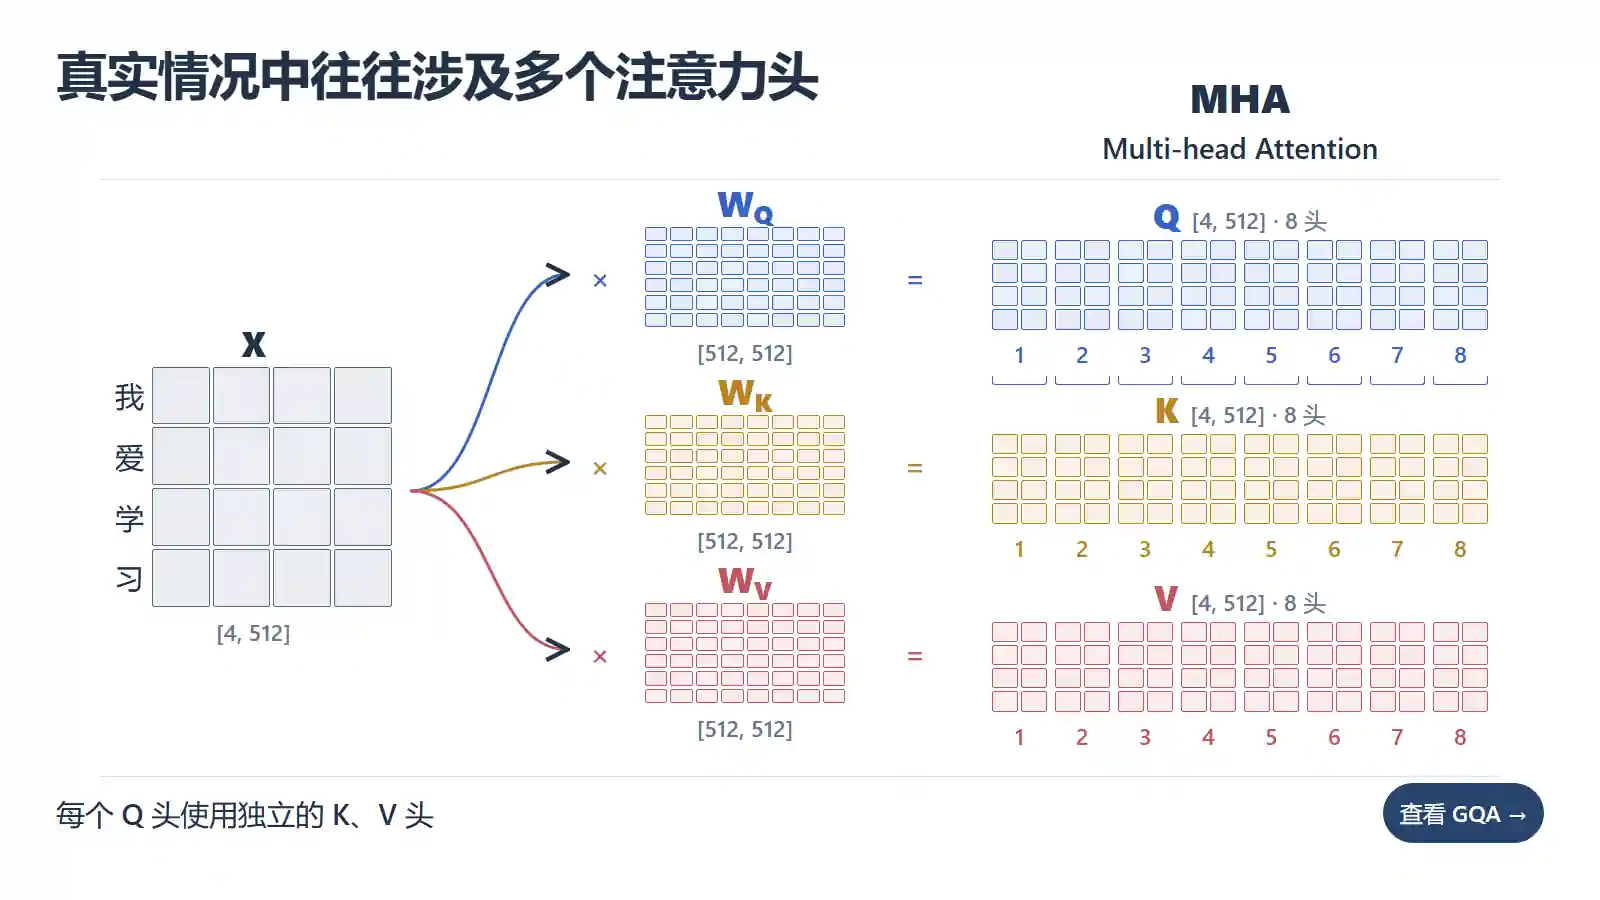 真实情况中往往涉及多个注意力头
MHA
Multi-head Attention
X
我
爱
学
习
[4, 512]
×
W_Q
[512, 512]
=
Q [4, 512] · 8 头
1 2 3 4 5 6 7 8
×
W_K
[512, 512]
=
K [4, 512] · 8 头
1 2 3 4 5 6 7 8
×
W_V
[512, 512]
=
V [4, 512] · 8 头
1 2 3 4 5 6 7 8
每个 Q 头使用独立的 K、V 头
查看 GQA →